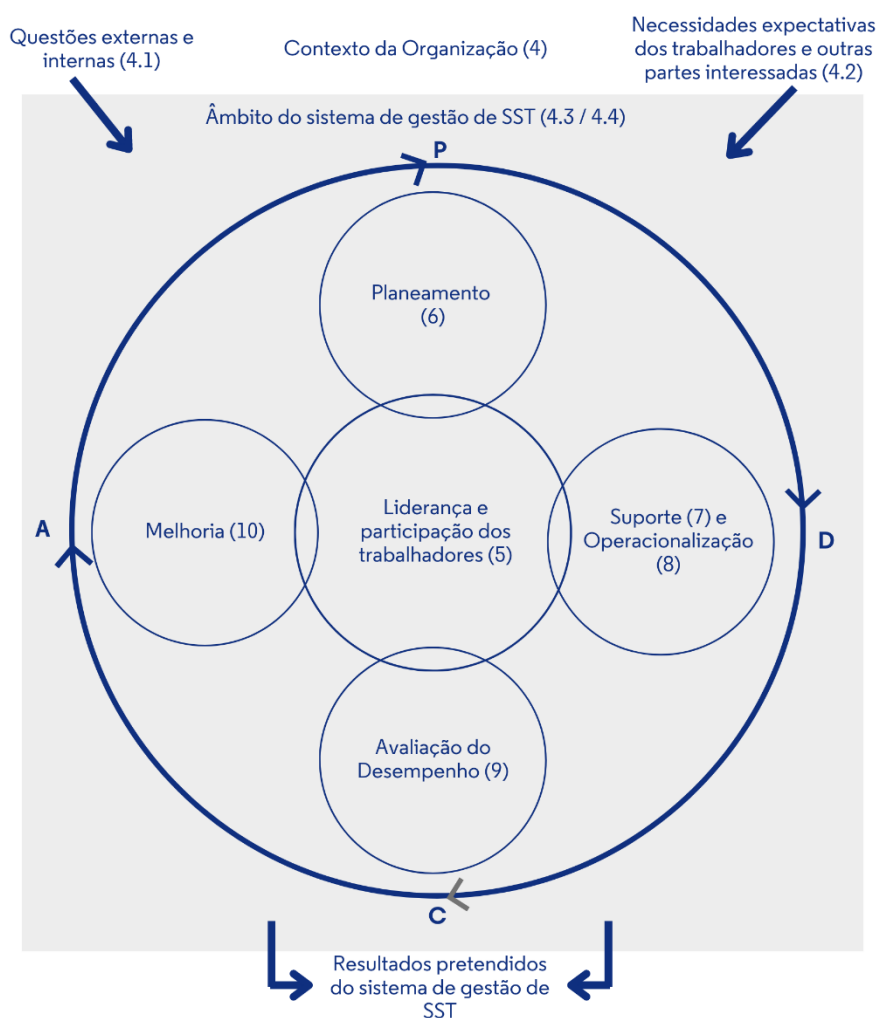 Questões externas e
internas (4.1)
Contexto da Organização (4)
Necessidades expectativas
dos trabalhadores e outras
partes interessadas (4.2)
Âmbito do sistema de gestão de SST (4.3 / 4.4)
P
Planeamento
(6)
A
Melhoria (10)
Liderança e
participação dos
trabalhadores (5)
Suporte (7) e
Operacionalização
(8)
D
Avaliação do
Desempenho (9)
C
Resultados pretendidos
do sistema de gestão de
SST